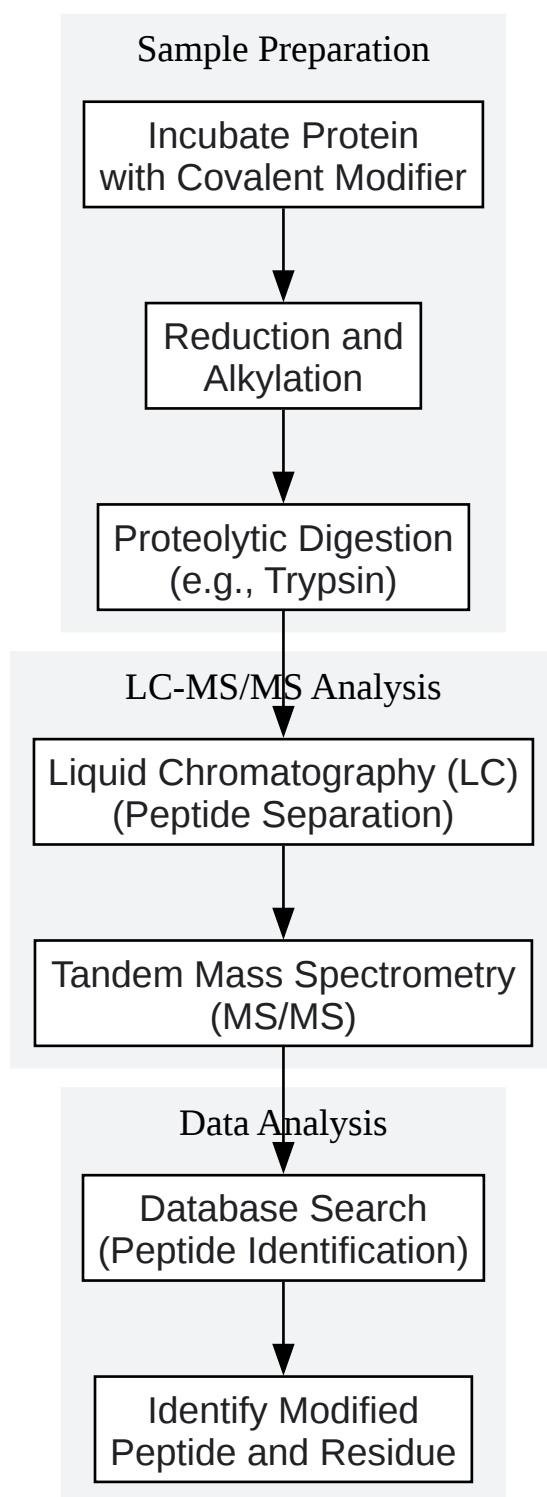 Sample Preparation
Incubate Protein
with Covalent Modifier
Reduction and
Alkylation
Proteolytic Digestion
(e.g., Trypsin)
LC-MS/MS Analysis
Liquid Chromatography (LC)
(Peptide Separation)
Tandem Mass Spectrometry
(MS/MS)
Data Analysis
Database Search
(Peptide Identification)
Identify Modified
Peptide and Residue